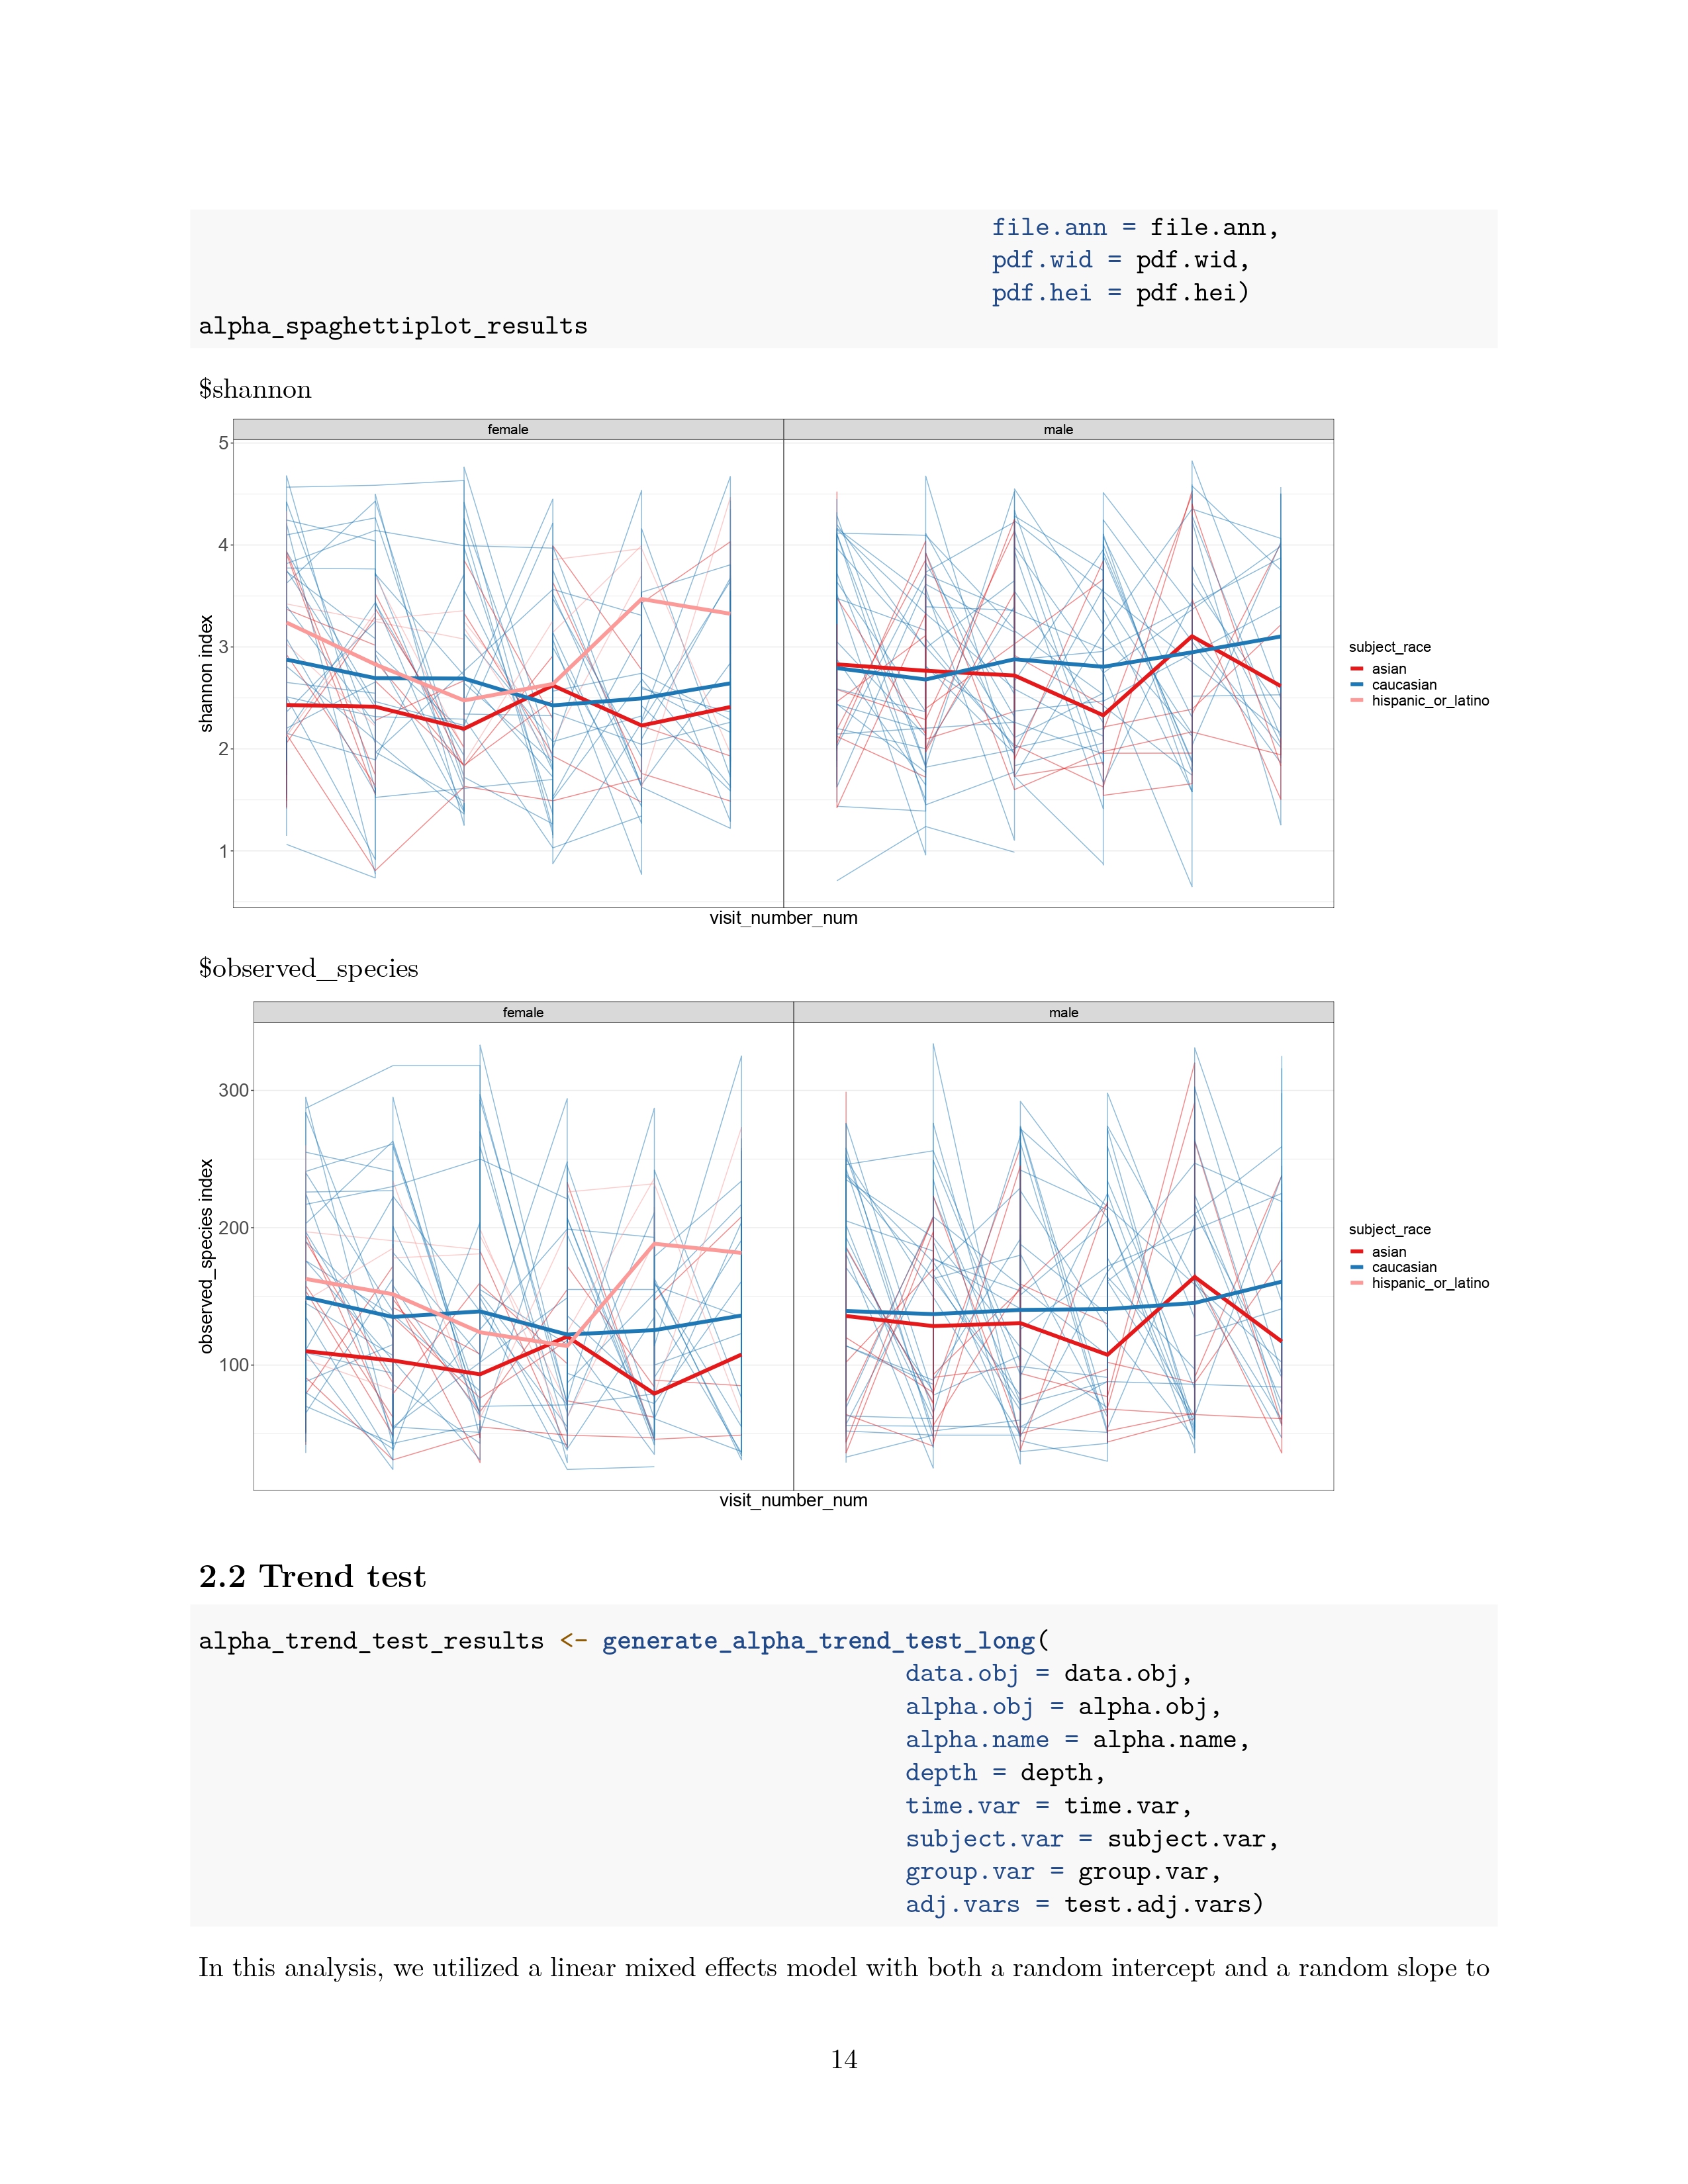 file.ann = file.ann,
pdf.wid = pdf.wid,
pdf.hei = pdf.hei)
alpha_spaghettiplot_results
$shannon
female
male
5
4
3
2
1
shannon index
visit_number_num
subject_race
asian
caucasian
hispanic_or_latino
$observed_species
female
male
300
200
100
observed_species index
visit_number_num
subject_race
asian
caucasian
hispanic_or_latino
2.2 Trend test
alpha_trend_test_results <- generate_alpha_trend_test_long(
data.obj = data.obj,
alpha.obj = alpha.obj,
alpha.name = alpha.name,
depth = depth,
time.var = time.var,
subject.var = subject.var,
group.var = group.var,
adj.vars = test.adj.vars)
In this analysis, we utilized a linear mixed effects model with both a random intercept and a random slope to
14